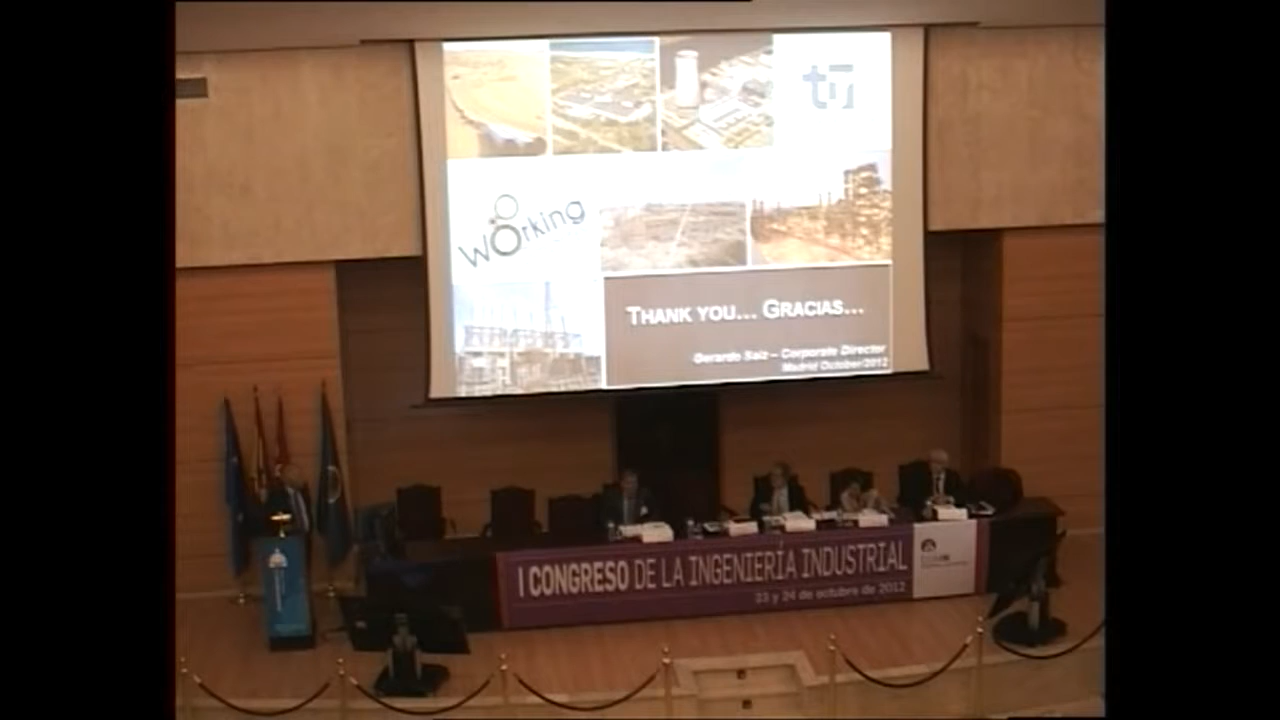 Working
THANK YOU... GRACIAS...
Gerardo Saiz – Corporate Director
Madrid October/2012
I CONGRESO DE LA INGENIERÍA INDUSTRIAL
23 y 24 de octubre de 2012